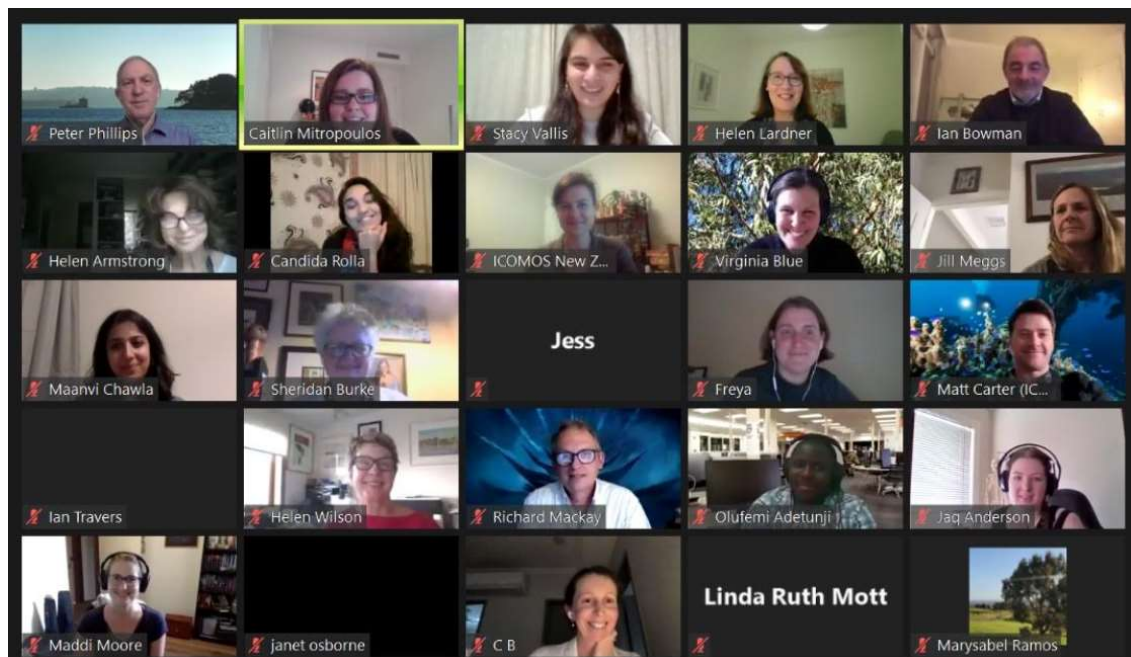 Peter Phillips
Caitlin Mitropoulos
Stacy Vallis
Helen Lardner
Ian Bowman
Helen Armstrong
Candida Rolla
ICOMOS New Z...
Virginia Blue
Jill Meggs
Maanvi Chawla
Sheridan Burke
Jess
Freya
Matt Carter (IC...
Ian Travers
Helen Wilson
Richard Mackay
Olufemi Adetunji
Jaq Anderson
Maddi Moore
janet osborne
C B
Linda Ruth Mott
Marysabel Ramos